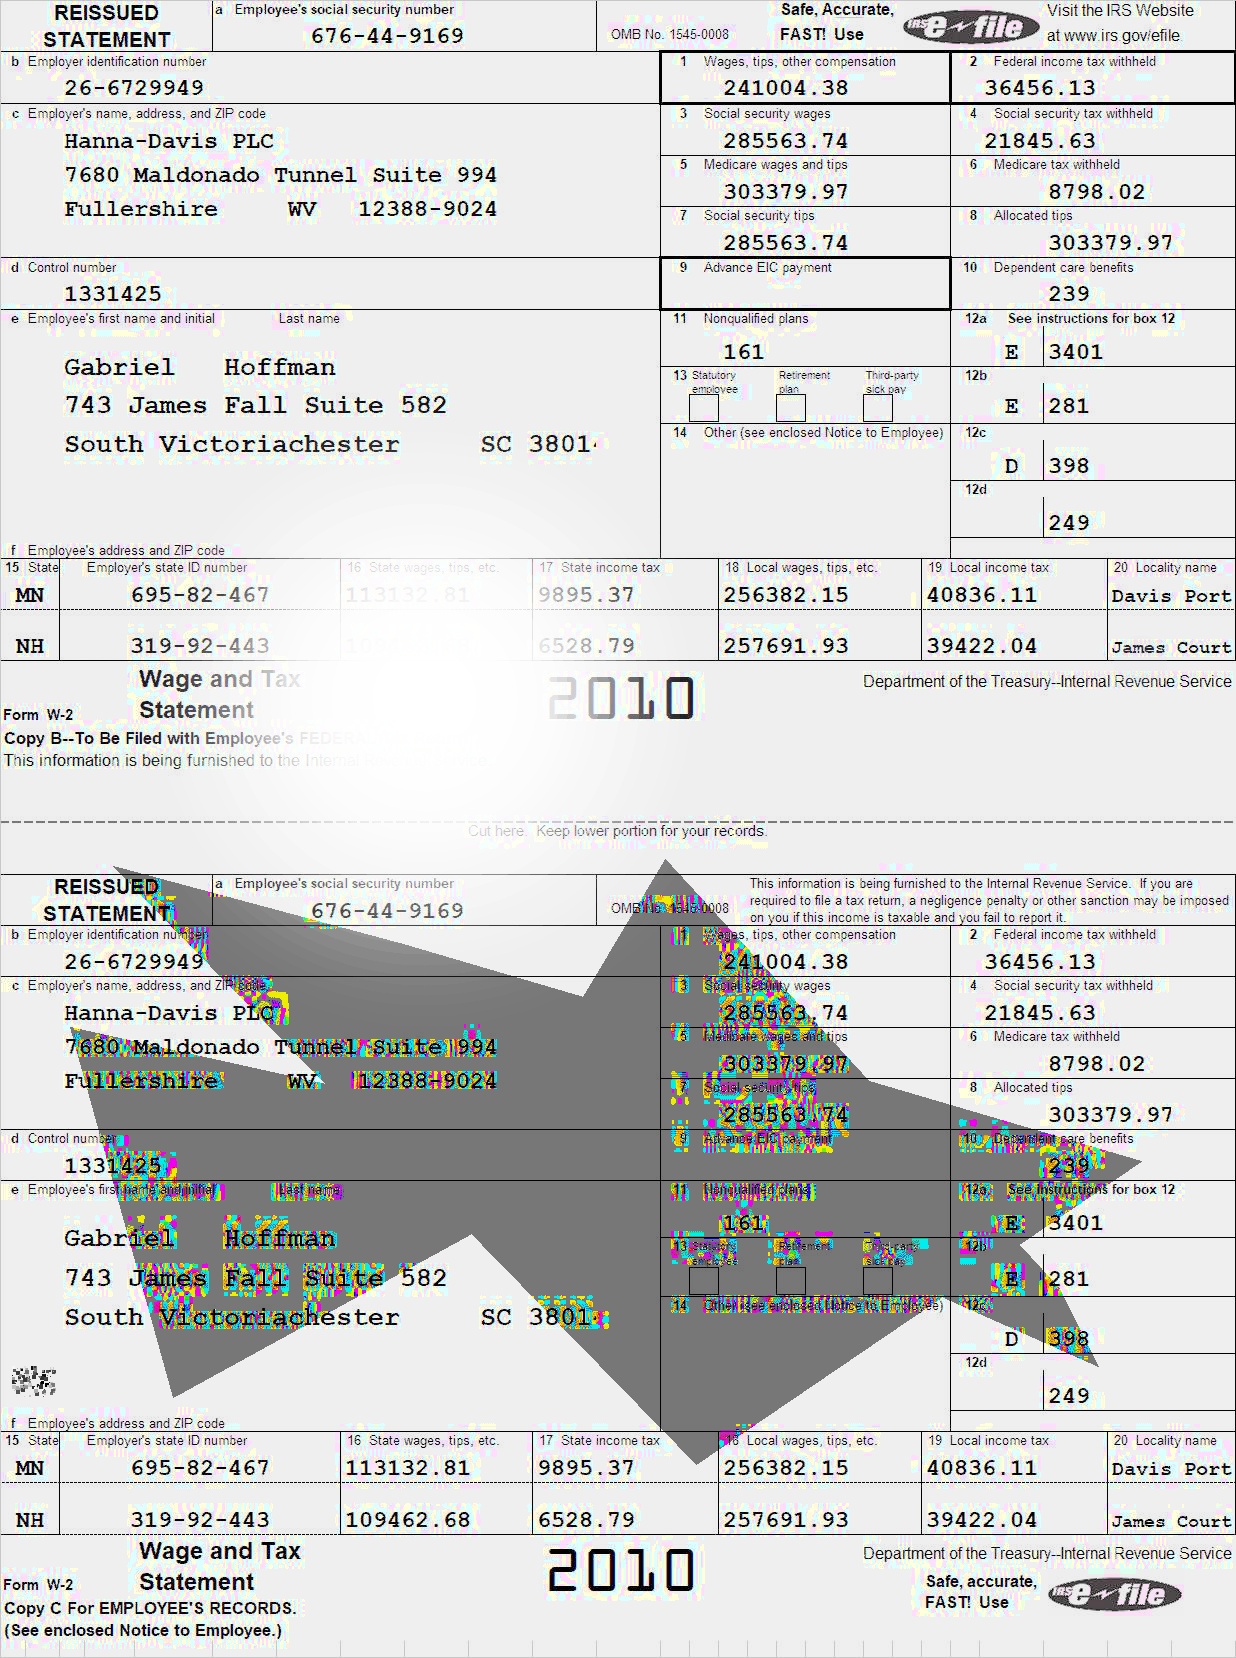 REISSUED STATEMENT
a Employee's social security number
676-44-9169
OMB No. 1545-0008
Safe, Accurate, FAST! Use
IRS e-file
Visit the IRS Website at www.irs.gov/efile
b Employer identification number
26-6729949
1 Wages, tips, other compensation
241004.38
2 Federal income tax withheld
36456.13
c Employer's name, address, and ZIP code
Hanna-Davis PLC
7680 Maldonado Tunnel Suite 994
Fullershire WV 12388-9024
3 Social security wages
285563.74
4 Social security tax withheld
21845.63
5 Medicare wages and tips
303379.97
6 Medicare tax withheld
8798.02
7 Social security tips
285563.74
8 Allocated tips
303379.97
d Control number
1331425
9 Advance EIC payment
10 Dependent care benefits
239
e Employee's first name and initial Last name
Gabriel Hoffman
743 James Fall Suite 582
South Victoriachester SC 3801
11 Nonqualified plans
161
12a See instructions for box 12
E 3401
13 Statutory employee Retirement plan Third-party sick pay
12b
E 281
14 Other (see enclosed Notice to Employee)
12c
D 398
12d
249
f Employee's address and ZIP code
15 State Employer's state ID number 16 State wages, tips, etc. 17 State income tax 18 Local wages, tips, etc. 19 Local income tax 20 Locality name
MN 695-82-467 113132.81 9895.37 256382.15 40836.11 Davis Port
NH 319-92-443 6528.79 257691.93 39422.04 James Court
Wage and Tax Statement
Form W-2
2010
Department of the Treasury--Internal Revenue Service
Copy B--To Be Filed with Employee's FEDERAL
This information is being furnished to the Internal
Cut here. Keep lower portion for your records.
REISSUED STATEMENT
a Employee's social security number
676-44-9169
OMB No. 1545-0008
This information is being furnished to the Internal Revenue Service. If you are
required to file a tax return, a negligence penalty or other sanction may be imposed
on you if this income is taxable and you fail to report it.
b Employer identification number
26-6729949
1 Wages, tips, other compensation
241004.38
2 Federal income tax withheld
36456.13
c Employer's name, address, and ZIP code
Hanna-Davis PLC
7680 Maldonado Tunnel Suite 994
Fullershire WV 12388-9024
3 Social security wages
285563.74
4 Social security tax withheld
21845.63
5 Medicare wages and tips
303379.97
6 Medicare tax withheld
8798.02
7 Social security tips
285563.74
8 Allocated tips
303379.97
d Control number
1331425
9 Advance EIC payment
10 Dependent care benefits
239
e Employee's first name and initial Last name
Gabriel Hoffman
743 James Fall Suite 582
South Victoriachester SC 3801
11 Nonqualified plans
161
12a See instructions for box 12
E 3401
13 Statutory employee Retirement plan Third-party sick pay
12b
E 281
14 Other (see enclosed Notice to Employee)
12c
D 398
12d
249
f Employee's address and ZIP code
15 State Employer's state ID number 16 State wages, tips, etc. 17 State income tax 18 Local wages, tips, etc. 19 Local income tax 20 Locality name
MN 695-82-467 113132.81 9895.37 256382.15 40836.11 Davis Port
NH 319-92-443 109462.68 6528.79 257691.93 39422.04 James Court
Wage and Tax Statement
Form W-2
2010
Department of the Treasury--Internal Revenue Service
Safe, accurate, FAST! Use
IRS e-file
Copy C For EMPLOYEE'S RECORDS.
(See enclosed Notice to Employee.)